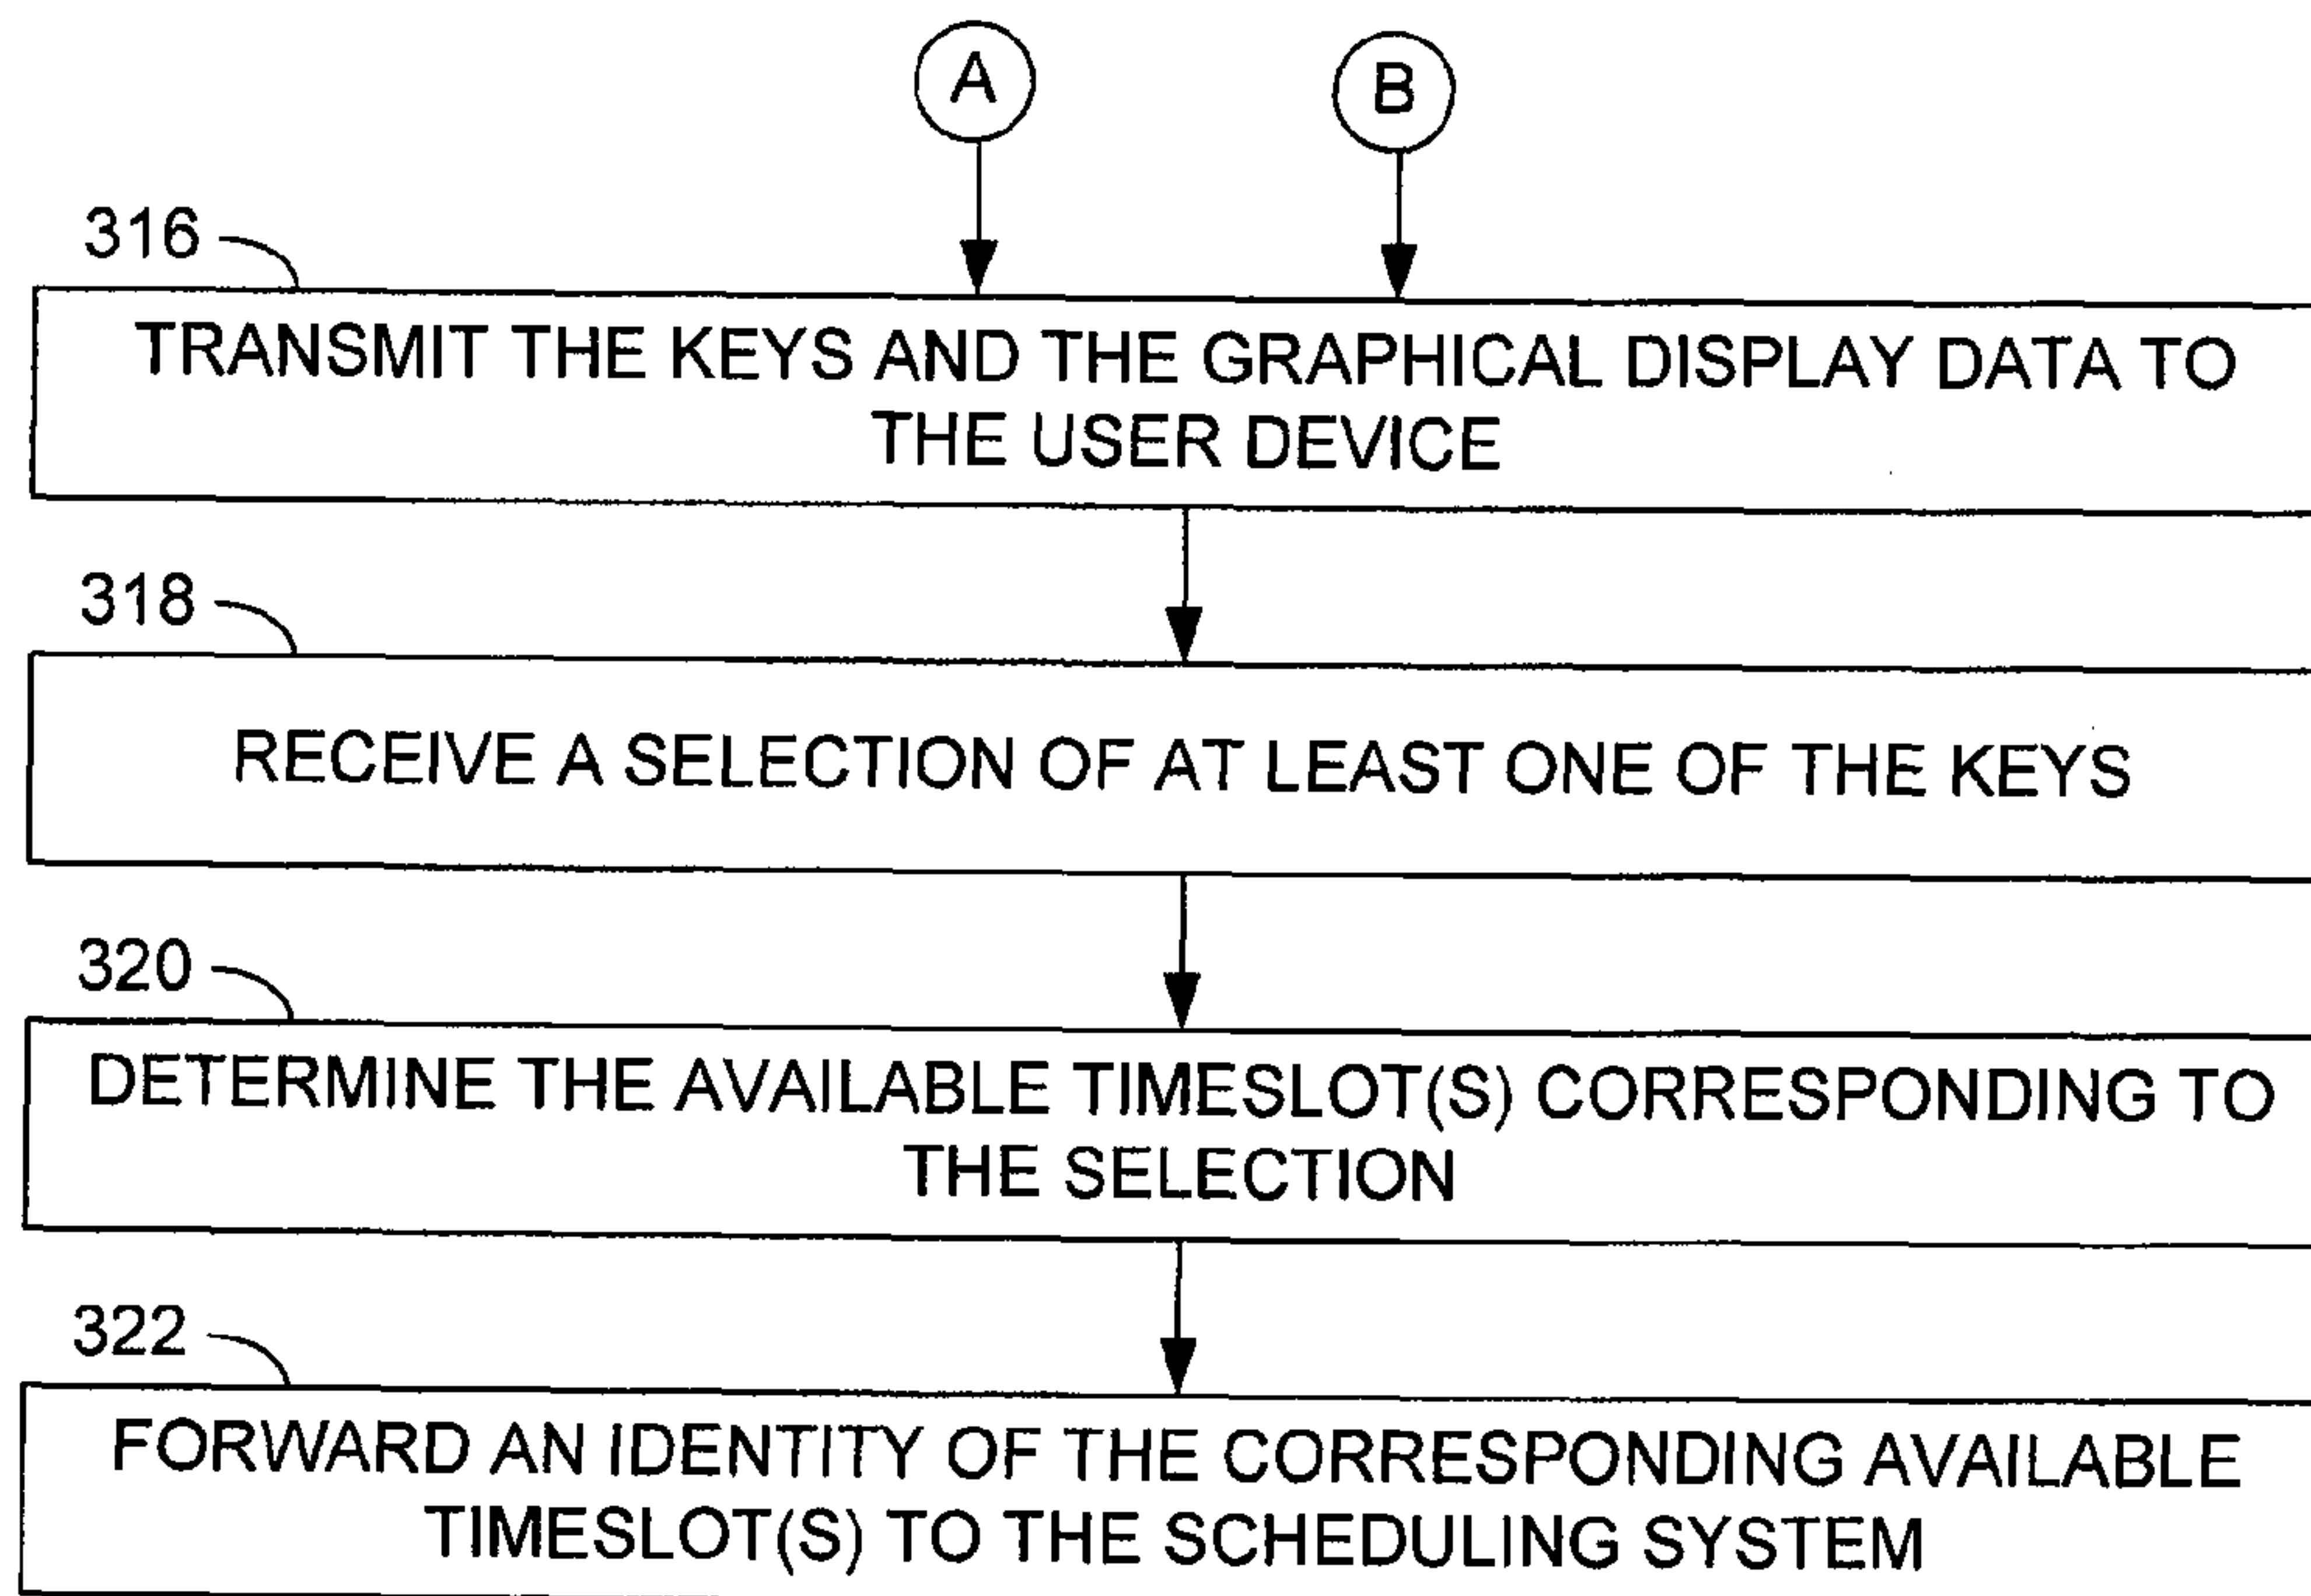 A
B
316
TRANSMIT THE KEYS AND THE GRAPHICAL DISPLAY DATA TO
THE USER DEVICE
318
RECEIVE A SELECTION OF AT LEAST ONE OF THE KEYS
320
DETERMINE THE AVAILABLE TIMESLOT(S) CORRESPONDING TO
THE SELECTION
322
FORWARD AN IDENTITY OF THE CORRESPONDING AVAILABLE
TIMESLOT(S) TO THE SCHEDULING SYSTEM